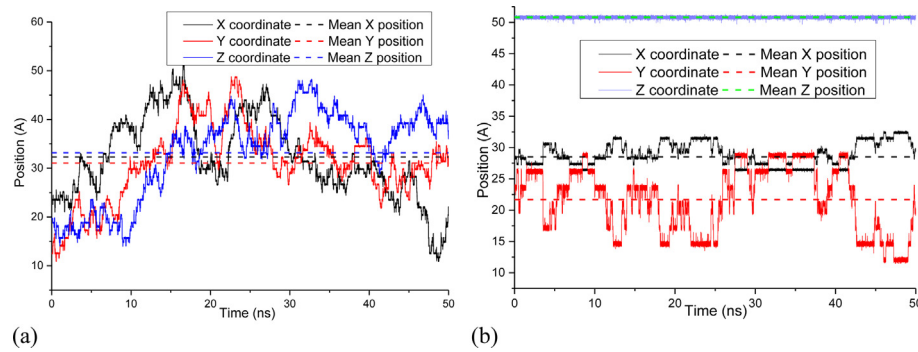 (a)
X coordinate Mean X position
Y coordinate Mean Y position
Z coordinate Mean Z position
60
50
40
30
20
10
Position (A)
0 10 20 30 40 50
Time (ns)
(b)
X coordinate Mean X position
Y coordinate Mean Y position
Z coordinate Mean Z position
50
45
40
35
30
25
20
15
10
Position (A)
0 10 20 30 40 50
Time (ns)